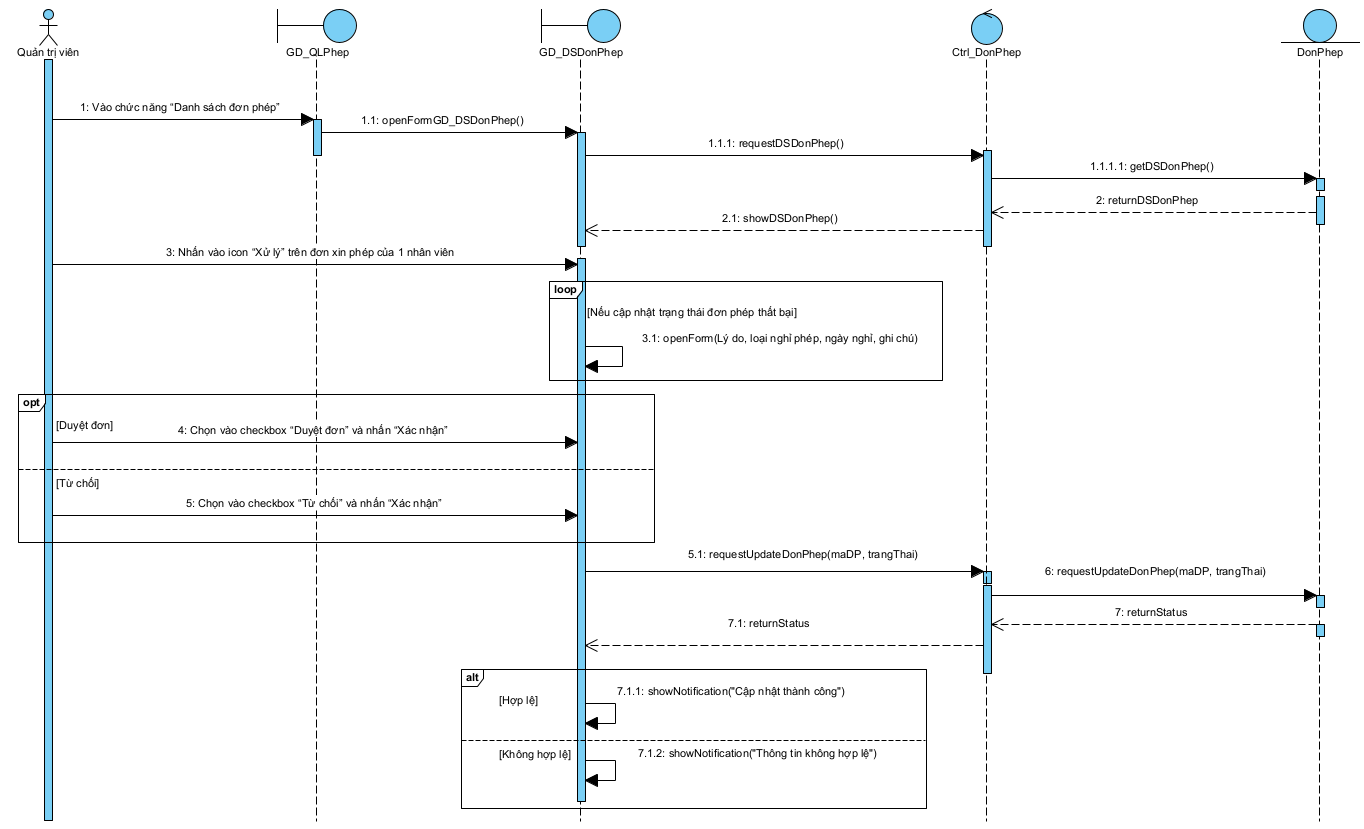 Quản trị viên
GD_QLPhep
GD_DSDonPhep
Ctrl_DonPhep
DonPhep
1: Vào chức năng “Danh sách đơn phép”
1.1: openFormGD_DSDonPhep()
1.1.1: requestDSDonPhep()
1.1.1.1: getDSDonPhep()
2: returnDSDonPhep
2.1: showDSDonPhep()
3: Nhấn vào icon “Xử lý” trên đơn xin phép của 1 nhân viên
loop
[Nếu cập nhật trạng thái đơn phép thất bại]
3.1: openForm(Lý do, loại nghỉ phép, ngày nghỉ, ghi chú)
opt
[Duyệt đơn]
4: Chọn vào checkbox “Duyệt đơn” và nhấn “Xác nhận”
[Từ chối]
5: Chọn vào checkbox “Từ chối” và nhấn “Xác nhận”
5.1: requestUpdateDonPhep(maDP, trangThai)
6: requestUpdateDonPhep(maDP, trangThai)
7: returnStatus
7.1: returnStatus
alt
[Hợp lệ]
7.1.1: showNotification("Cập nhật thành công")
[Không hợp lệ]
7.1.2: showNotification("Thông tin không hợp lệ")